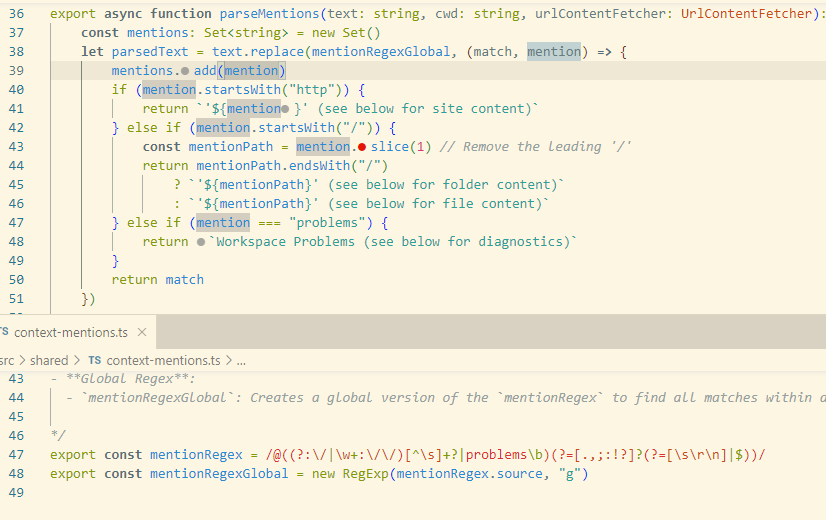 36 export async function parseMentions(text: string, cwd: string, urlContentFetcher: UrlContentFetcher):
37 const mentions: Set<string> = new Set()
38 let parsedText = text.replace(mentionRegexGlobal, (match, mention) => {
39 mentions.add(mention)
40 if (mention.startsWith("http")) {
41 return `'${mention}' (see below for site content)`
42 } else if (mention.startsWith("/")) {
43 const mentionPath = mention.slice(1) // Remove the leading '/'
44 return mentionPath.endsWith("/")
45 ? `'${mentionPath}' (see below for folder content)`
46 : `'${mentionPath}' (see below for file content)`
47 } else if (mention === "problems") {
48 return `Workspace Problems (see below for diagnostics)`
49 }
50 return match
51 })
TS context-mentions.ts ×
src > shared > TS context-mentions.ts > ...
43 - **Global Regex**:
44 - `mentionRegexGlobal`: Creates a global version of the `mentionRegex` to find all matches within a
45
46 */
47 export const mentionRegex = /@((?:\/|\w+:\/\/)[^\s]+?|problems\b)(?=[.,;:!?]?(?=[\s\r\n]|$))/
48 export const mentionRegexGlobal = new RegExp(mentionRegex.source, "g")
49